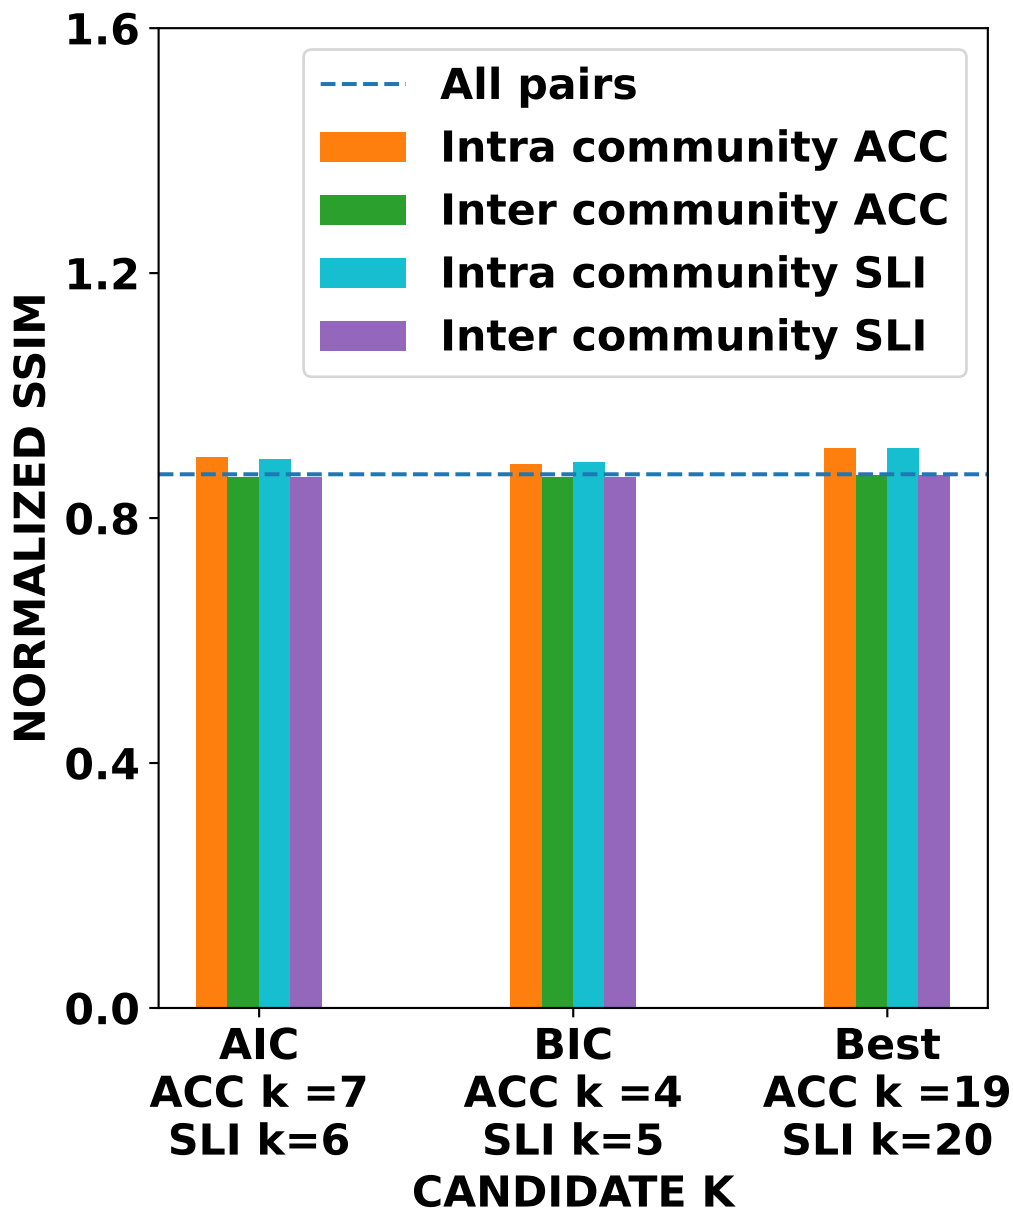 1.6
1.2
0.8
0.4
0.0
NORMALIZED SSIM
All pairs
Intra community ACC
Inter community ACC
Intra community SLI
Inter community SLI
AIC
ACC k =7
SLI k=6
BIC
ACC k =4
SLI k=5
Best
ACC k =19
SLI k=20
CANDIDATE K